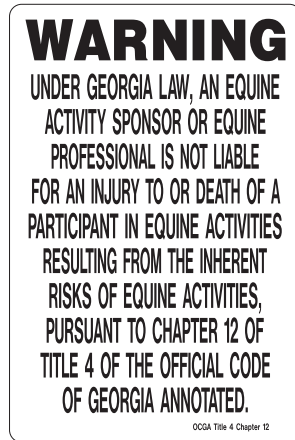 WARNING
UNDER GEORGIA LAW, AN EQUINE
ACTIVITY SPONSOR OR EQUINE
PROFESSIONAL IS NOT LIABLE
FOR AN INJURY TO OR DEATH OF A
PARTICIPANT IN EQUINE ACTIVITIES
RESULTING FROM THE INHERENT
RISKS OF EQUINE ACTIVITIES,
PURSUANT TO CHAPTER 12 OF
TITLE 4 OF THE OFFICIAL CODE
OF GEORGIA ANNOTATED.
OCGA Title 4 Chapter 12